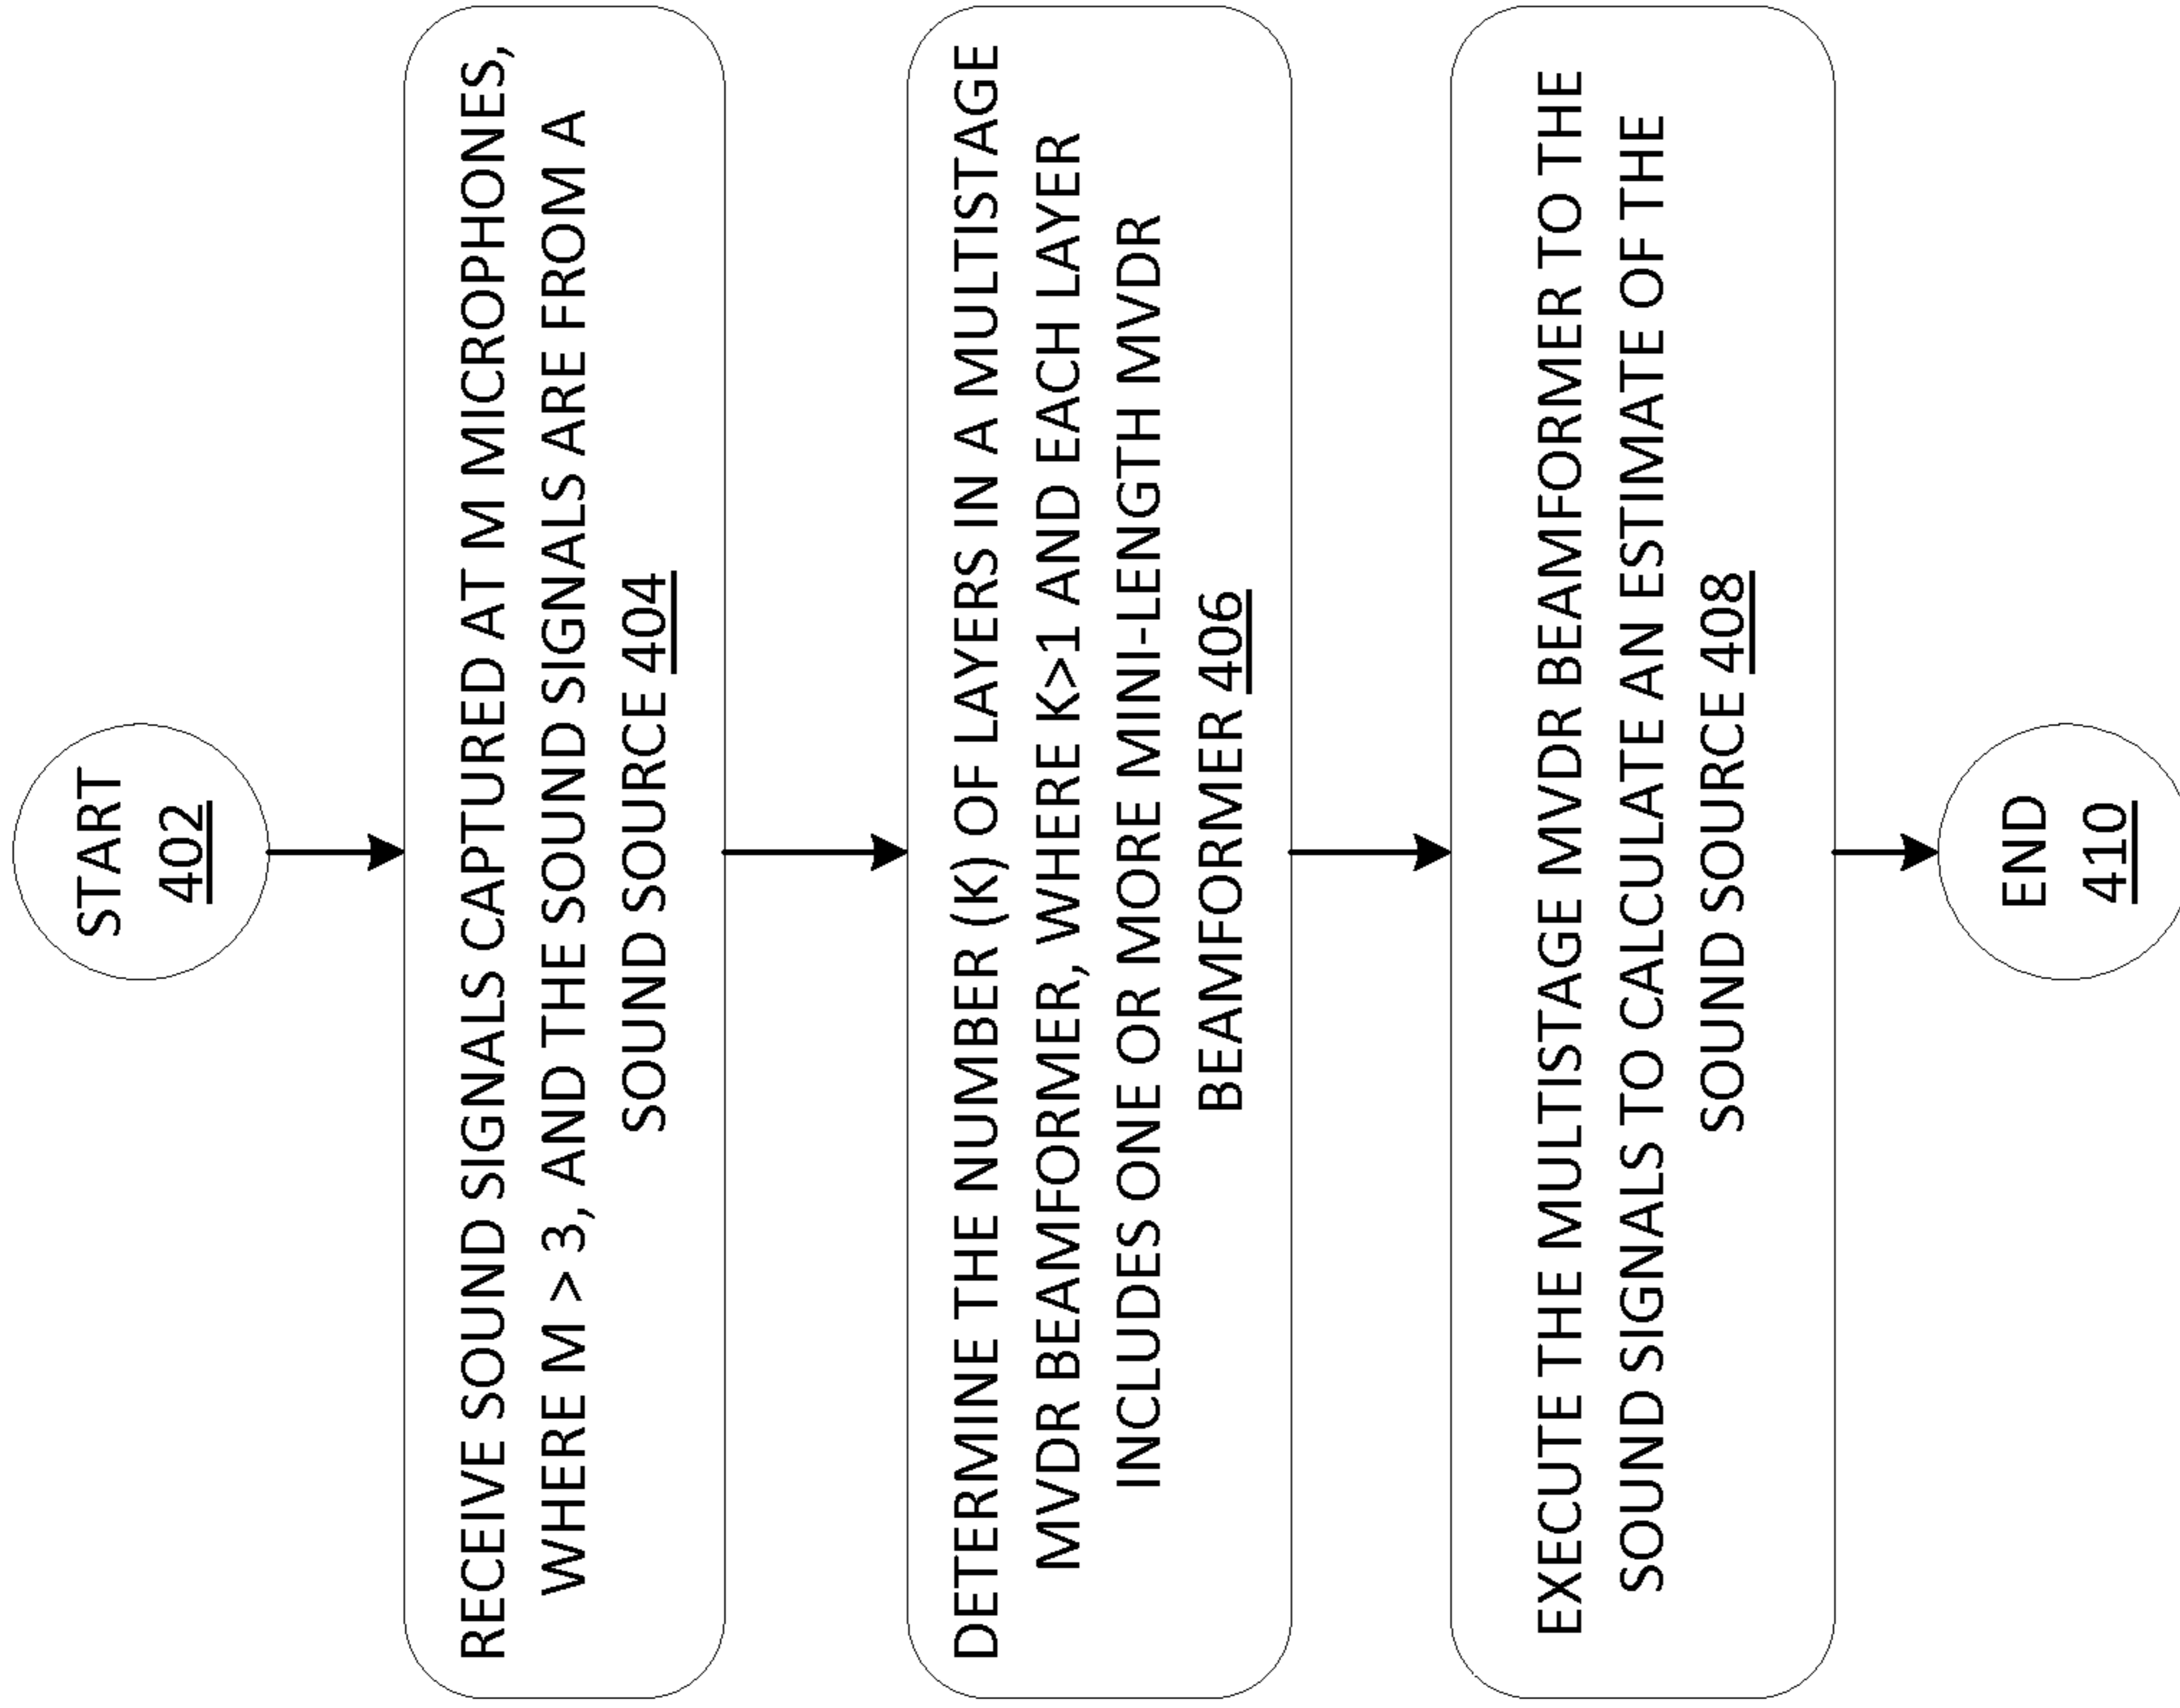 START
402
RECEIVE SOUND SIGNALS CAPTURED AT M MICROPHONES,
WHERE M > 3, AND THE SOUND SIGNALS ARE FROM A
SOUND SOURCE 404
DETERMINE THE NUMBER (K) OF LAYERS IN A MULTISTAGE
MVDR BEAMFORMER, WHERE K>1 AND EACH LAYER
INCLUDES ONE OR MORE MINI-LENGTH MVDR
BEAMFORMER 406
EXECUTE THE MULTISTAGE MVDR BEAMFORMER TO THE
SOUND SIGNALS TO CALCULATE AN ESTIMATE OF THE
SOUND SOURCE 408
END
410